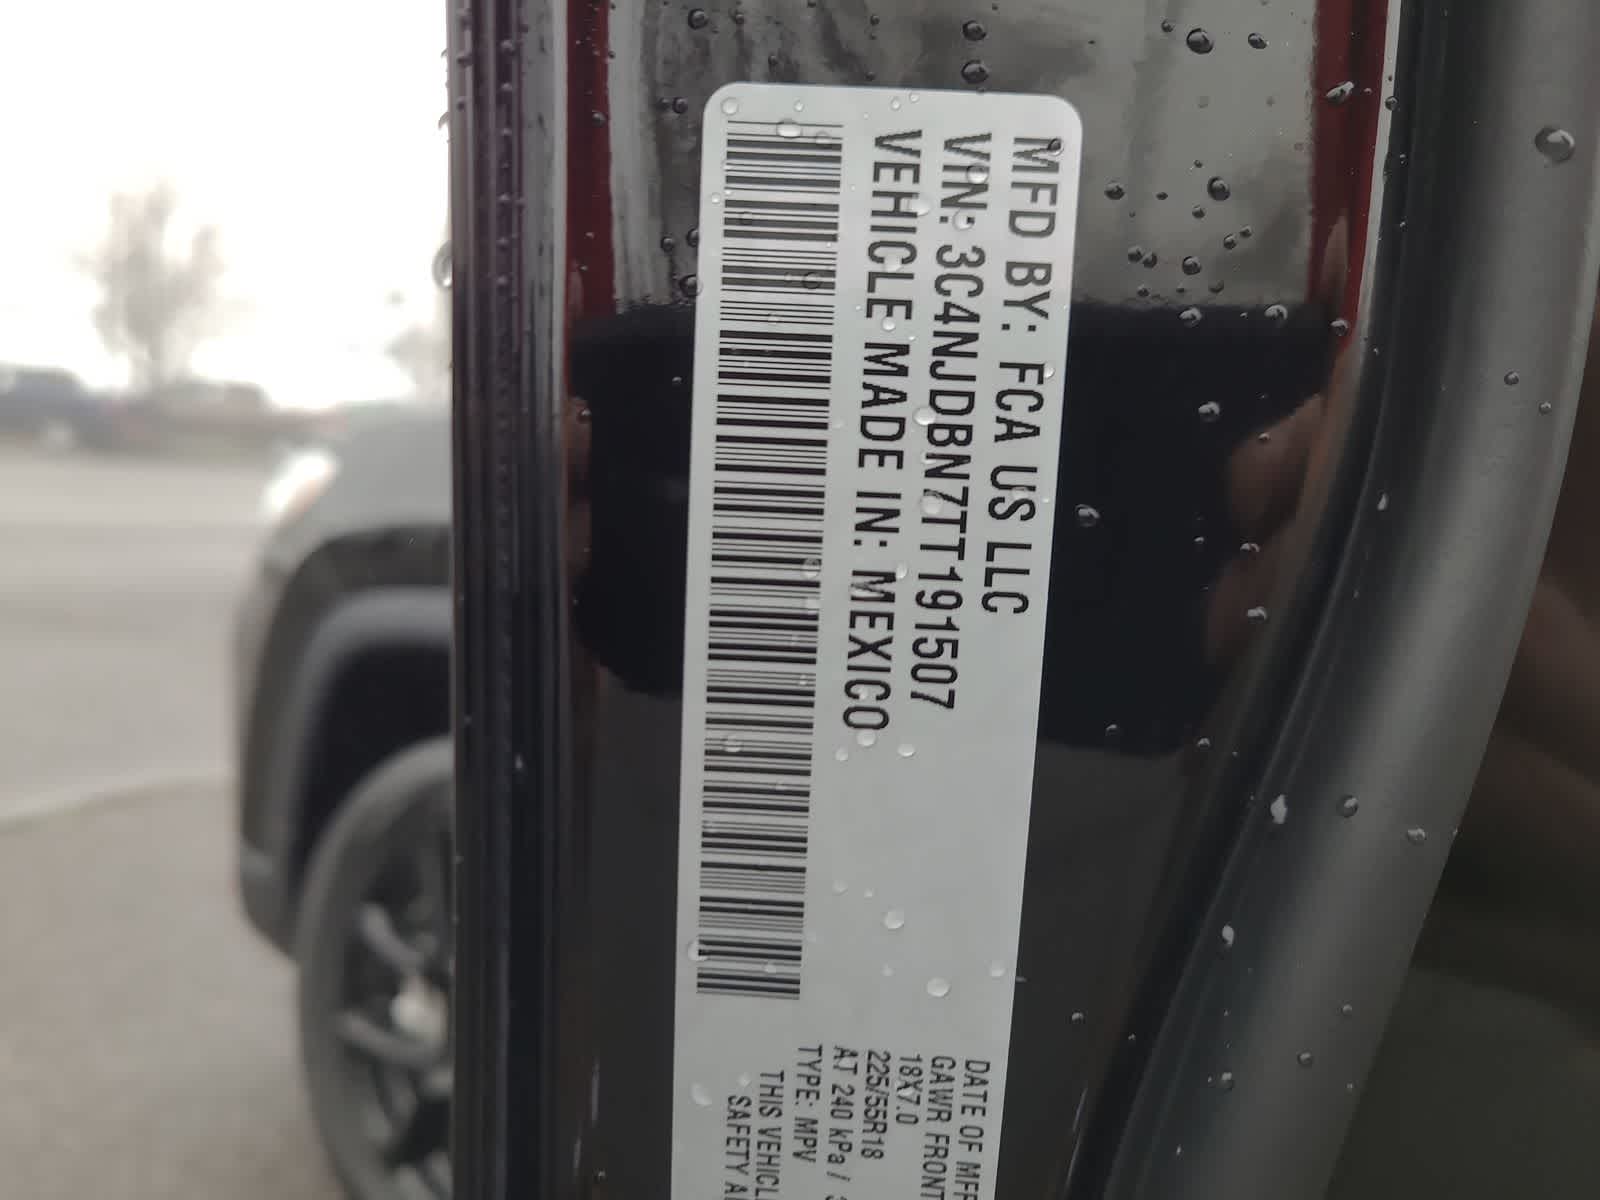 MFD BY: FCA US LLC
VIN: 3C4NJDBN7TT191507
VEHICLE MADE IN: MEXICO
DATE OF
GAWR FRONT
18X7.0
225/55R18
AT 240 kPa /
TYPE: MPV
THIS
SAFETY